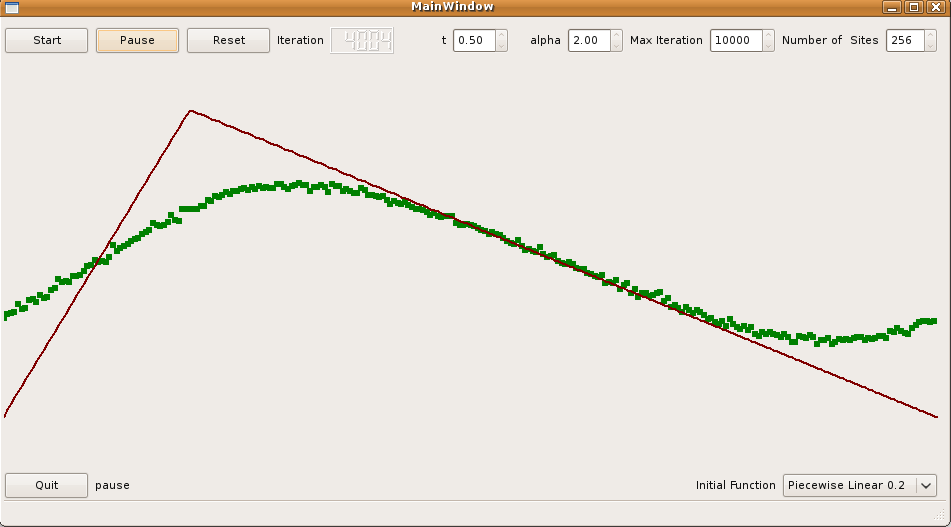 MainWindow
Start Pause Reset Iteration 4004 t 0.50 alpha 2.00 Max Iteration 10000 Number of Sites 256
Quit pause Initial Function Piecewise Linear 0.2